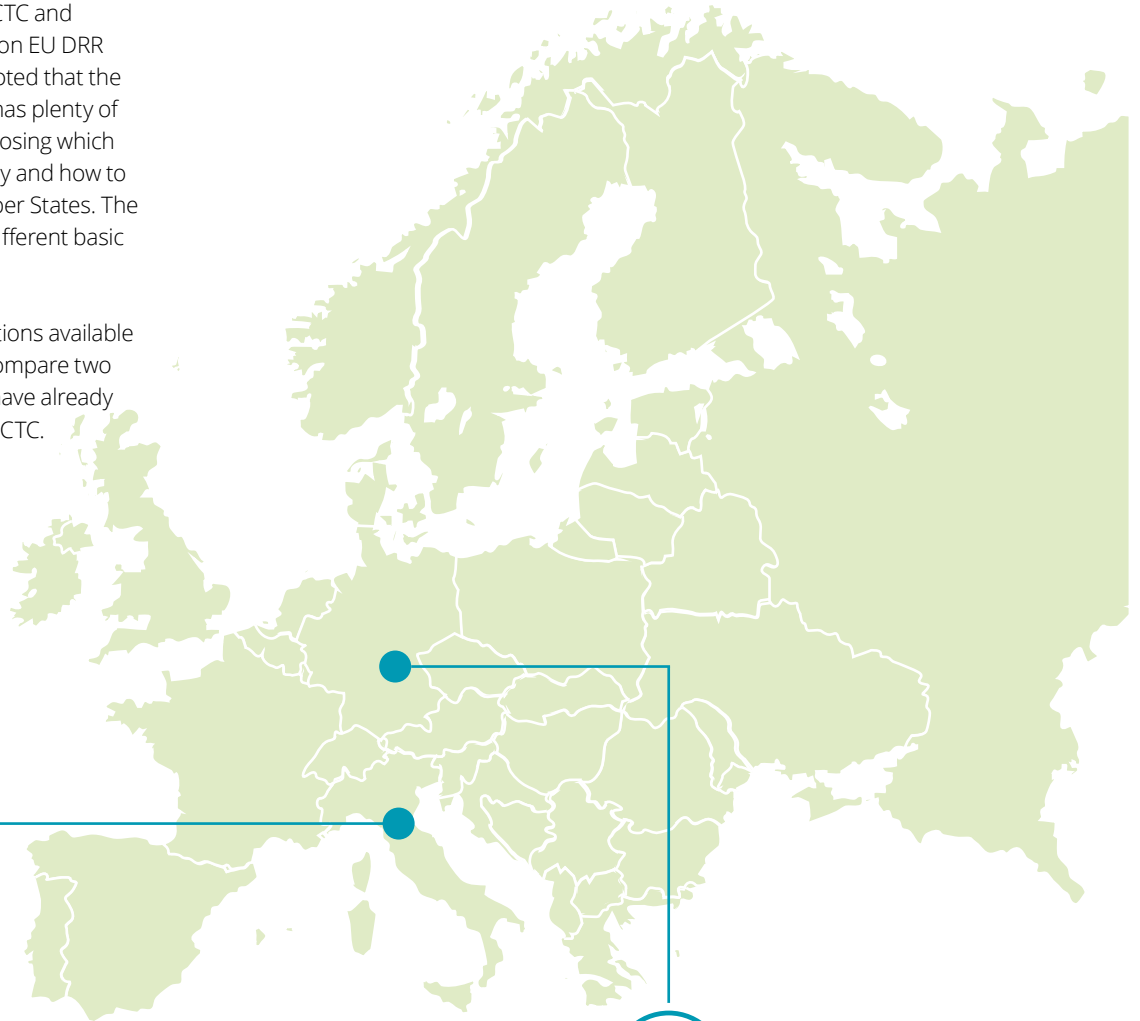 CTC and
on EU DRR
oted that the
has plenty of
osing which
y and how to
ber States. The
fferent basic
tions available
ompare two
have already
CTC.